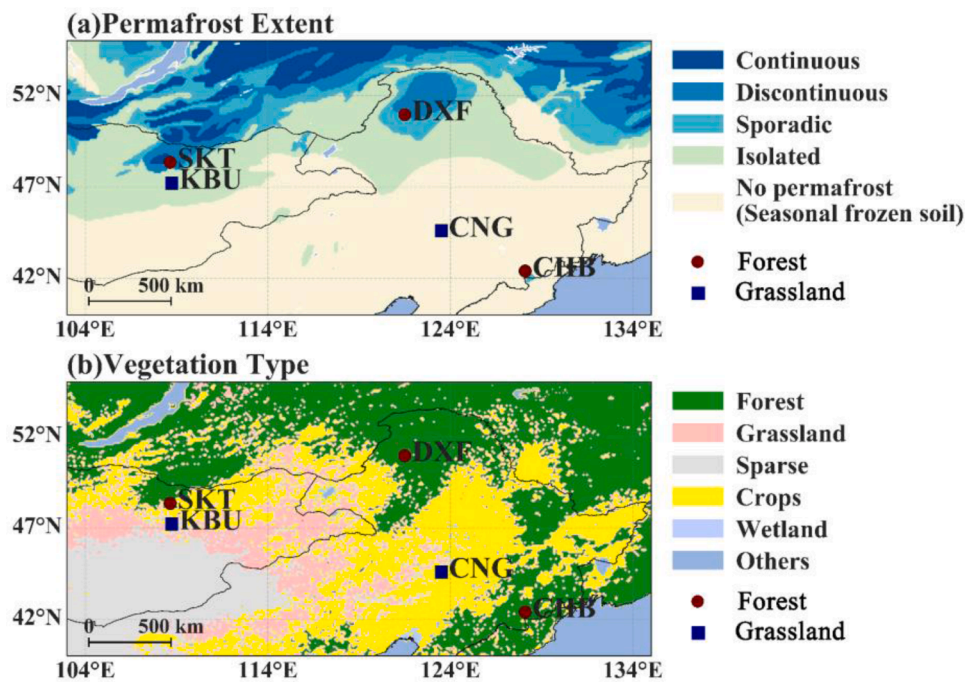 (a)Permafrost Extent
52°N
47°N
42°N
DXF
SKT
KBU
CNG
CHB
0 500 km
104°E 114°E 124°E 134°E
Continuous
Discontinuous
Sporadic
Isolated
No permafrost
(Seasonal frozen soil)
Forest
Grassland
(b)Vegetation Type
52°N
47°N
42°N
DXF
SKT
KBU
CNG
CHB
0 500 km
104°E 114°E 124°E 134°E
Forest
Grassland
Sparse
Crops
Wetland
Others
Forest
Grassland